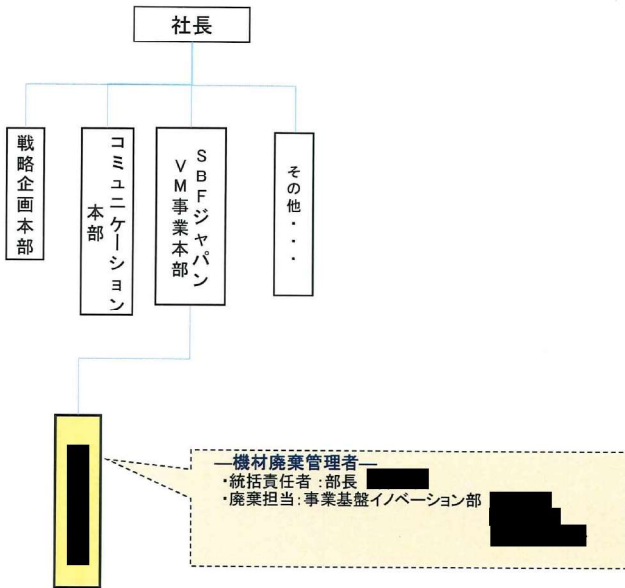 社長
戦略企画本部
コミュニケーション
本部
SBFジャパン
VM事業本部
その他・・・
―機材廃棄管理者―
・統括責任者:部長
・廃棄担当:事業基盤イノベーション部